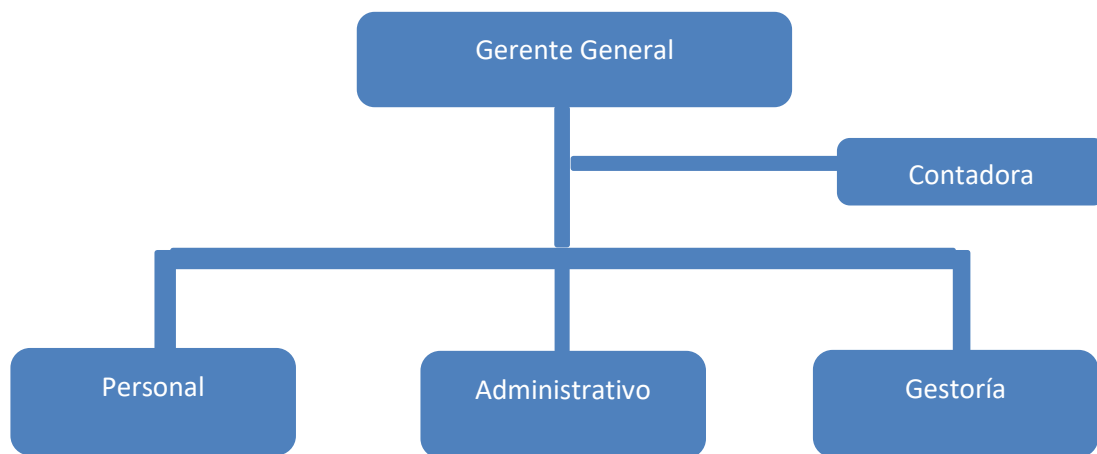 Gerente General
Contadora
Personal
Administrativo
Gestoría